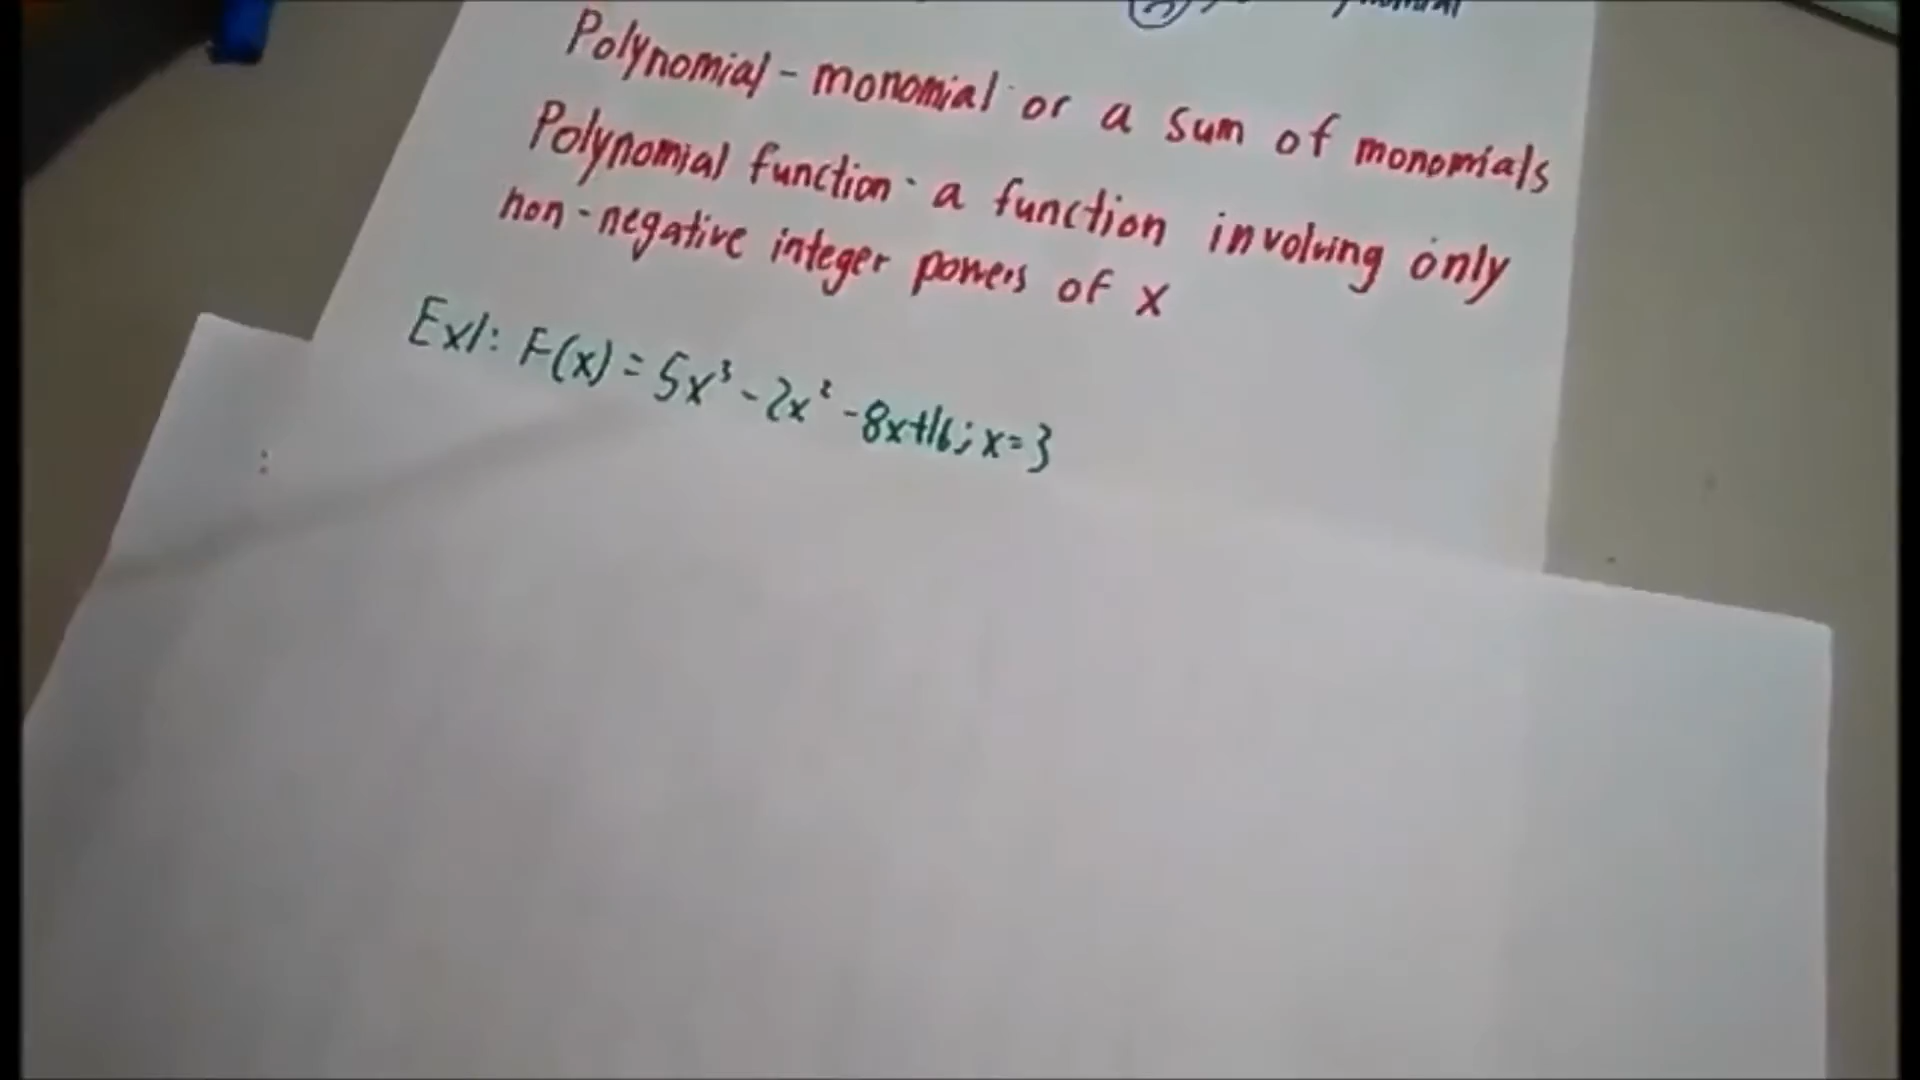 Polynomial - monomial or a sum of monomials
Polynomial function - a function involving only
non-negative integer powers of x
Ex1: F(x) = 5x³ - 2x² - 8x+16; x=3